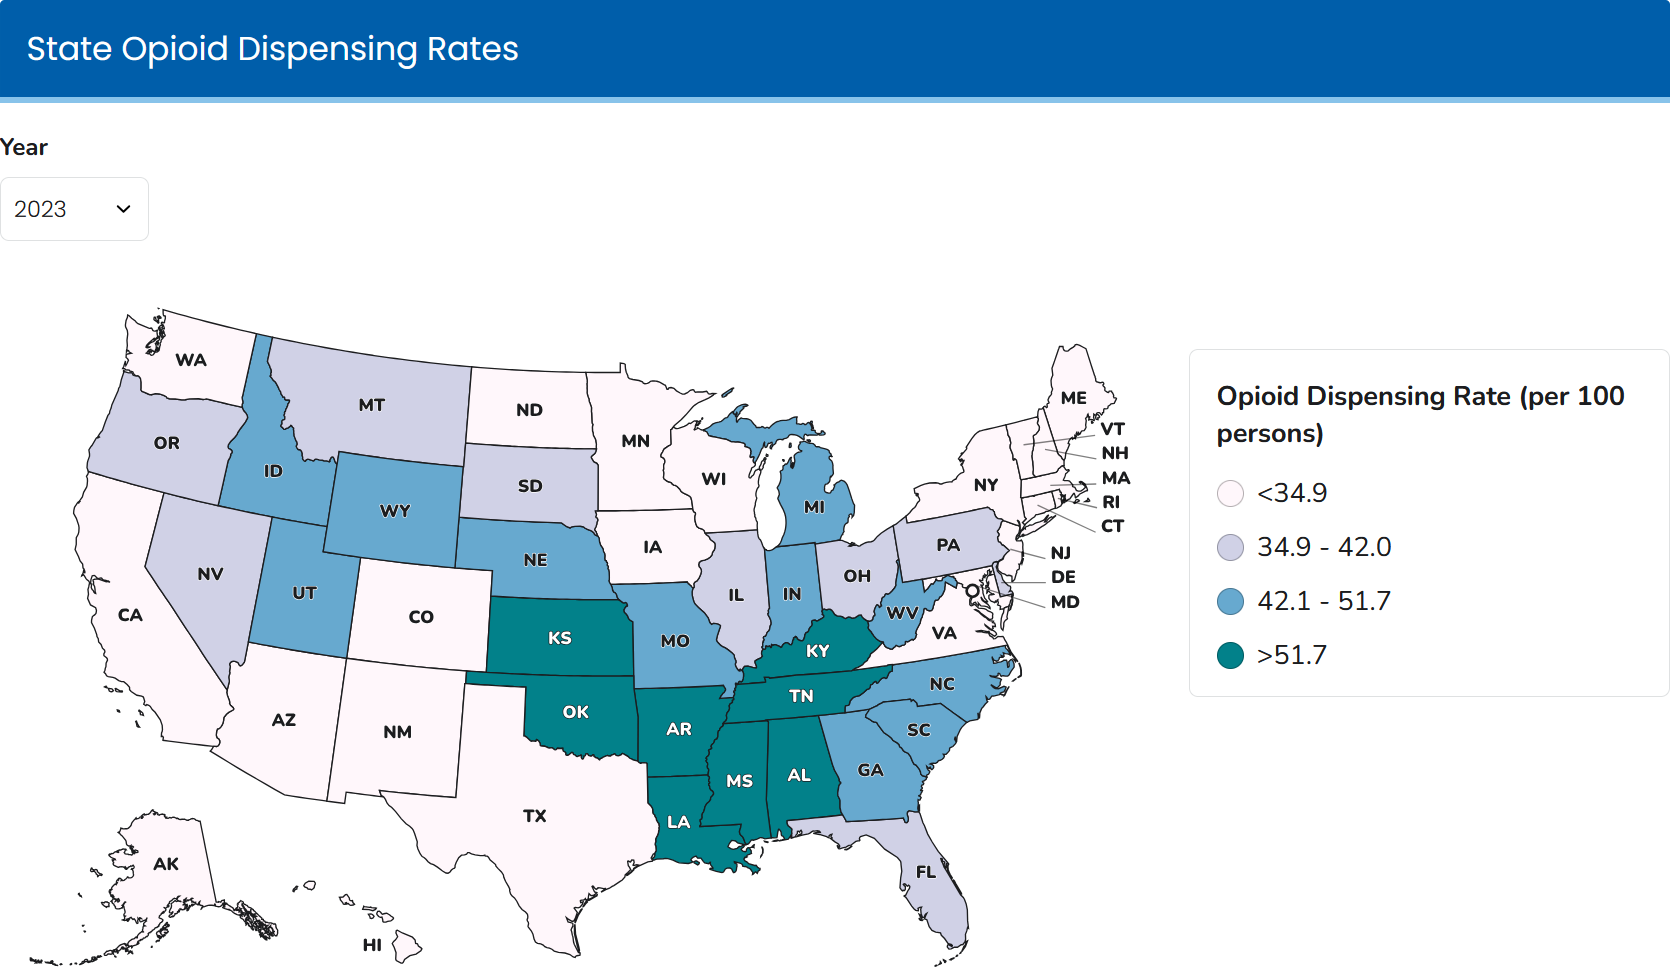 State Opioid Dispensing Rates
Year
2023
WA
MT
ND
ME
OR
MN
VT
ID
NH
WI
MA
SD
NY
RI
WY
MI
CT
PA
IA
NJ
NE
NV
OH
DE
UT
IL
IN
MD
CA
CO
WV
KS
MO
VA
KY
NC
TN
AZ
OK
NM
AR
SC
GA
AL
MS
TX
LA
AK
FL
HI
Opioid Dispensing Rate (per 100
persons)
<34.9
34.9 - 42.0
42.1 - 51.7
>51.7